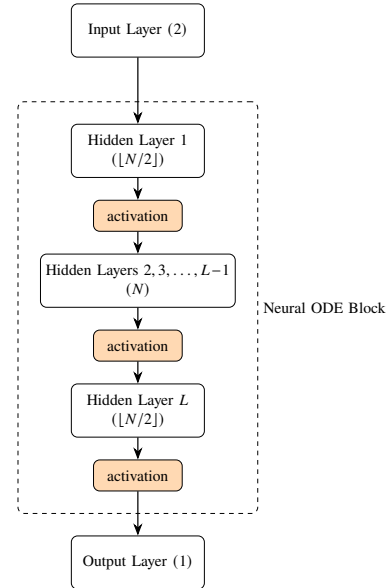 Input Layer (2)
Hidden Layer 1
(⌊N/2⌋)
activation
Hidden Layers 2, 3, . . . , L−1
(N)
Neural ODE Block
activation
Hidden Layer L
(⌊N/2⌋)
activation
Output Layer (1)